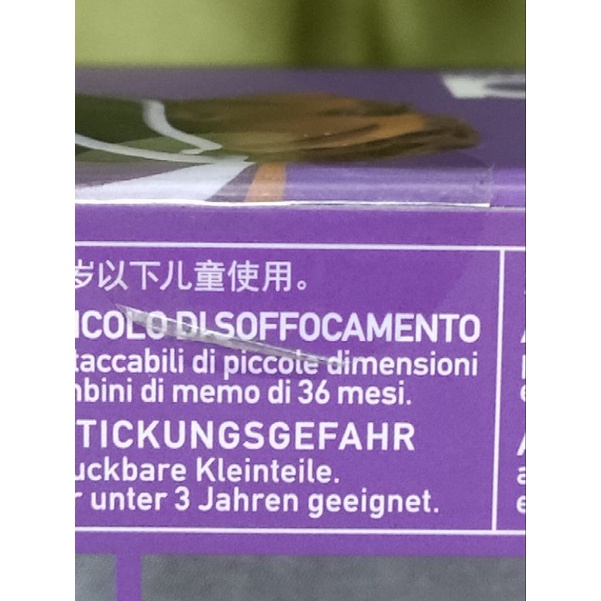 岁以下儿童使用。
ICOLO DI SOFFOCAMENTO
taccabili di piccole dimensioni
nbini di memo di 36 mesi.
TICKUNGSGEFAHR
uckbare Kleinteile.
r unter 3 Jahren geeignet.